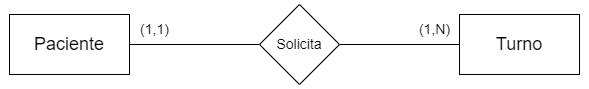 Paciente
(1,1)
Solicita
(1,N)
Turno